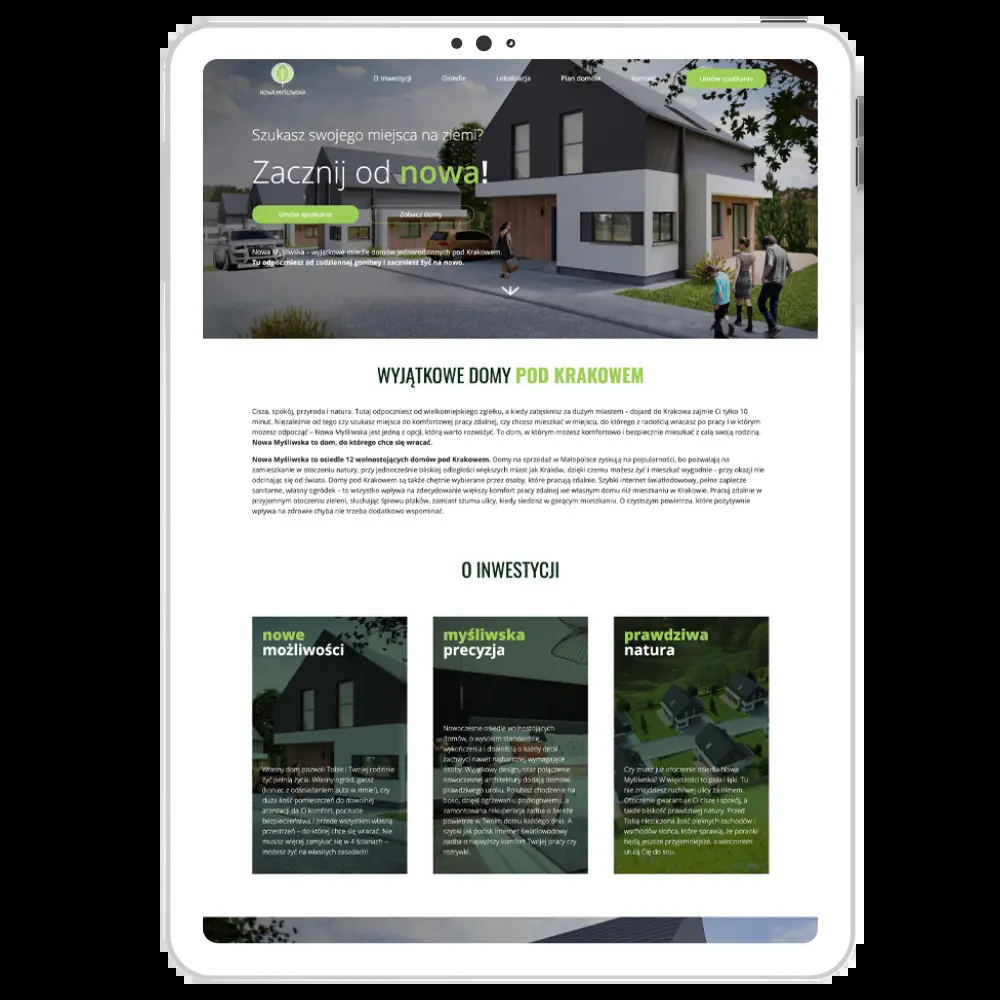 NOWA MYŚLIWSKA
O Inwestycji Osiedle Lokalizacja Plan domów Kontakt Umów spotkanie
Szukasz swojego miejsca na ziemi?
Zacznij od nowa!
Umów spotkanie Zobacz domy
Nowa Myśliwska – wyjątkowe osiedle domów jednorodzinnych pod Krakowem.
Tu odpoczniesz od codziennej gonitwy i zaczniesz żyć na nowo.
WYJĄTKOWE DOMY POD KRAKOWEM
Cisza, spokój, przyroda i natura. Tutaj odpoczniesz od wielkomiejskiego zgiełku, a kiedy zatęsknisz za dużym miastem – dojazd do Krakowa zajmie Ci tylko 10
minut. Niezależnie od tego czy szukasz miejsca do komfortowej pracy zdalnej, czy chcesz mieszkać w miejscu, do którego z radością wracasz po pracy i w którym
możesz odpocząć – Nowa Myśliwska jest jedną z opcji, którą warto rozważyć. To dom, w którym możesz komfortowo i bezpiecznie mieszkać z całą swoją rodziną.
Nowa Myśliwska to dom, do którego chce się wracać.
Nowa Myśliwska to osiedle 12 wolnostojących domów pod Krakowem. Domy na sprzedaż w Małopolsce zyskują na popularności, bo pozwalają na
zamieszkanie w otoczeniu natury, przy jednocześnie bliskiej odległości większych miast jak Kraków, dzięki czemu możesz żyć i mieszkać wygodnie – przy okazji nie
odcinając się od świata. Domy pod Krakowem są także chętnie wybierane przez osoby, które pracują zdalnie. Szybki internet światłowodowy, pełne zaplecze
sanitarne, własny ogródek – to wszystko wpływa na zdecydowanie większy komfort pracy zdalnej we własnym domu niż mieszkaniu w Krakowie. Pracuj zdalnie w
przyjemnym otoczeniu zieleni, słuchając śpiewu ptaków, zamiast szumu ulicy, kiedy siedzisz w gorącym mieszkaniu. O czystszym powietrzu, które pozytywnie
wpływa na zdrowie chyba nie trzeba dodatkowo wspominać.
O INWESTYCJI
nowe
możliwości
Własny dom pozwoli Tobie i Twojej rodzinie
żyć pełnią życia. Własny ogród, garaż
(koniec z odśnieżaniem auta w zimie!), czy
duża ilość pomieszczeń do dowolnej
aranżacji da Ci komfort, poczucie
bezpieczeństwa i przede wszystkim własną
przestrzeń – do której chce się wracać. Nie
musisz więcej zamykać się w 4 ścianach –
możesz żyć na własnych zasadach!
myśliwska
precyzja
Nowoczesne osiedle wolnostojących
domów, o wysokim standardzie
wykończenia i dbałością o każdy detal
zachwyci nawet najbardziej wymagające
osoby. Wyjątkowy design, oraz połączenie
nowoczesnej architektury dodają domowi
prawdziwego uroku. Polubisz chodzenie na
boso, dzięki ogrzewaniu podłogowemu, a
zamontowana rekuperacja zadba o świeże
powietrze w Twoim domu każdego dnia. A
szybki jak pocisk internet światłowodowy
zadba o najwyższy komfort Twojej pracy czy
rozrywki.
prawdziwa
natura
Czy znasz już otoczenie osiedla Nowa
Myśliwska? W większości to pola i łąki. Tu
nie znajdziesz ruchliwej ulicy za oknem.
Otoczenie gwarantuje Ci ciszę i spokój, a
także bliskość prawdziwej natury. Przed
Tobą niezliczona ilość pięknych zachodów i
wschodów słońca, które sprawią, że poranki
będą jeszcze przyjemniejsze, a wieczorem
utulą Cię do snu.